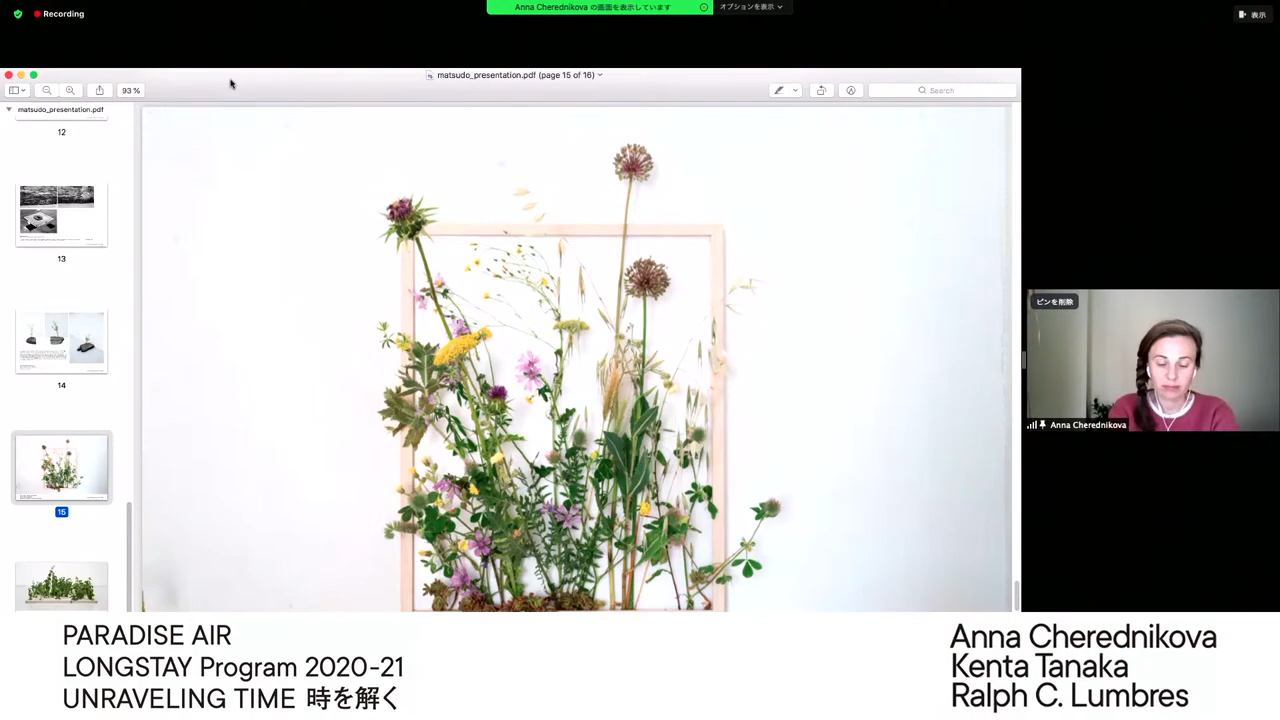 Recording
Anna Cherednikova の画面を表示しています
オプションを表示
表示
matsudo_presentation.pdf (page 15 of 16)
93 %
Search
matsudo_presentation.pdf
12
13
14
15
ピンを削除
Anna Cherednikova
PARADISE AIR
LONGSTAY Program 2020-21
UNRAVELING TIME 時を解く
Anna Cherednikova
Kenta Tanaka
Ralph C. Lumbres